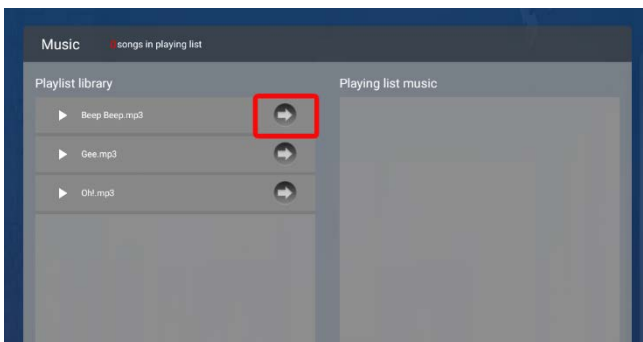 Music songs in playing list
Playlist library
Playing list music
Beep Beep.mp3
Gee.mp3
Oh!.mp3